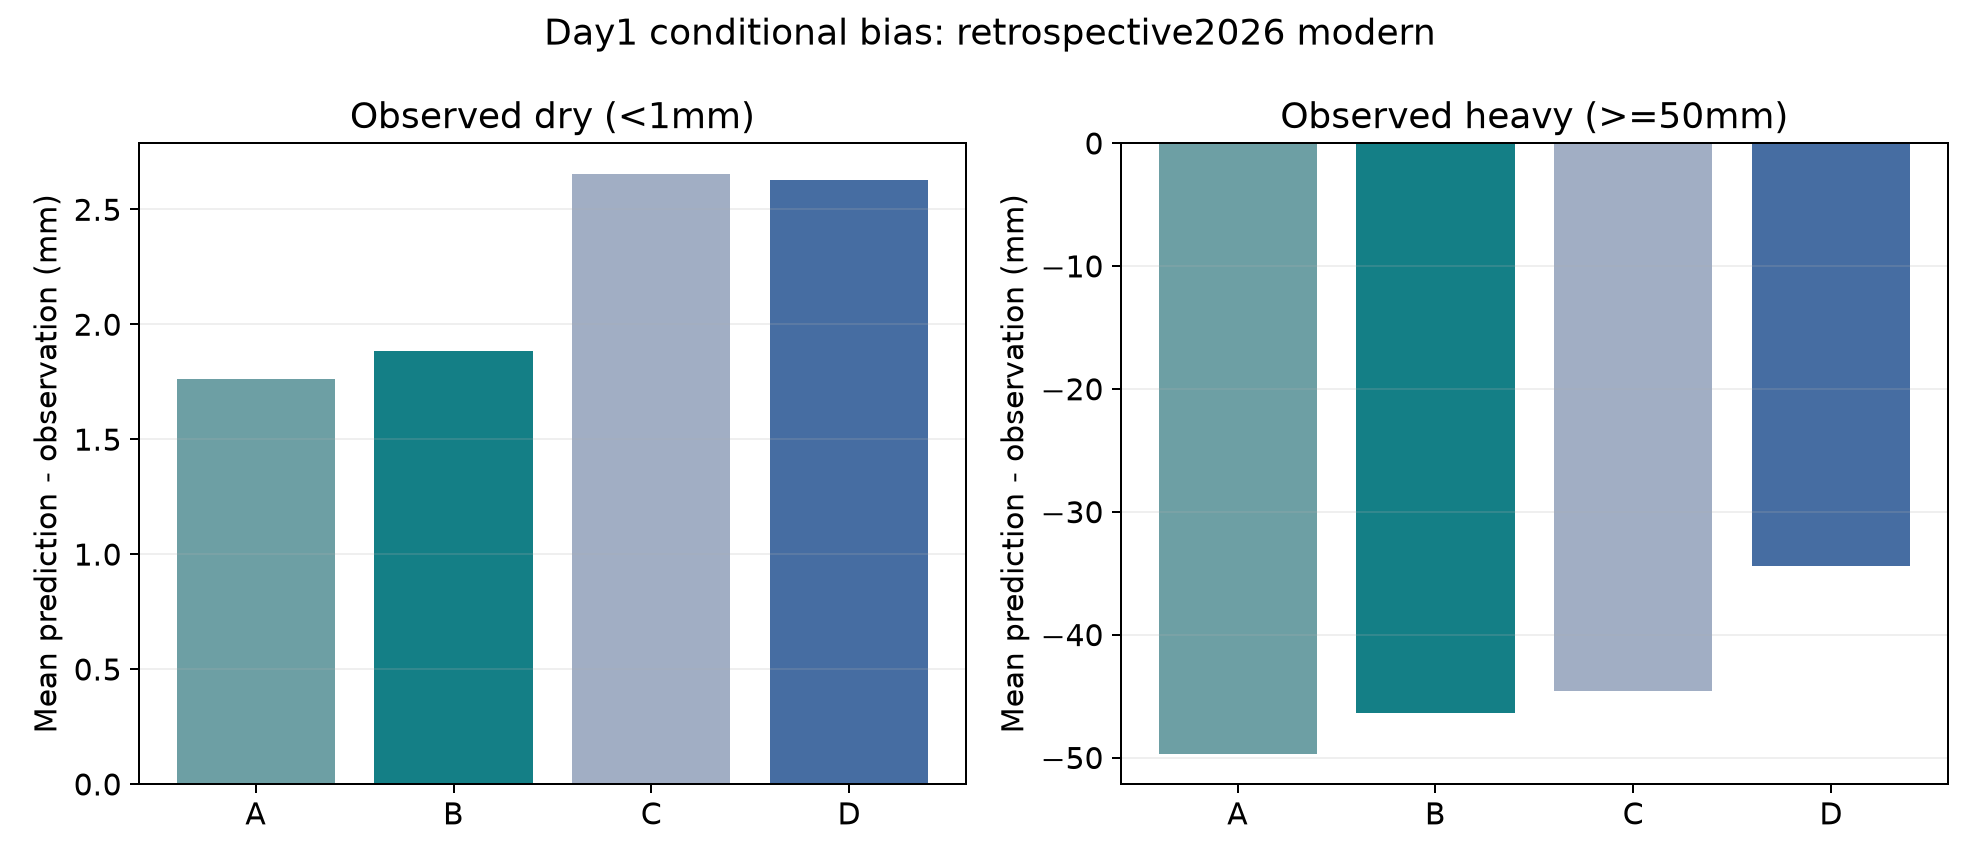 Day1 conditional bias: retrospective2026 modern
Observed dry (<1mm)
Mean prediction - observation (mm)
2.5
2.0
1.5
1.0
0.5
0.0
A B C D
Observed heavy (>=50mm)
Mean prediction - observation (mm)
0
−10
−20
−30
−40
−50
A B C D